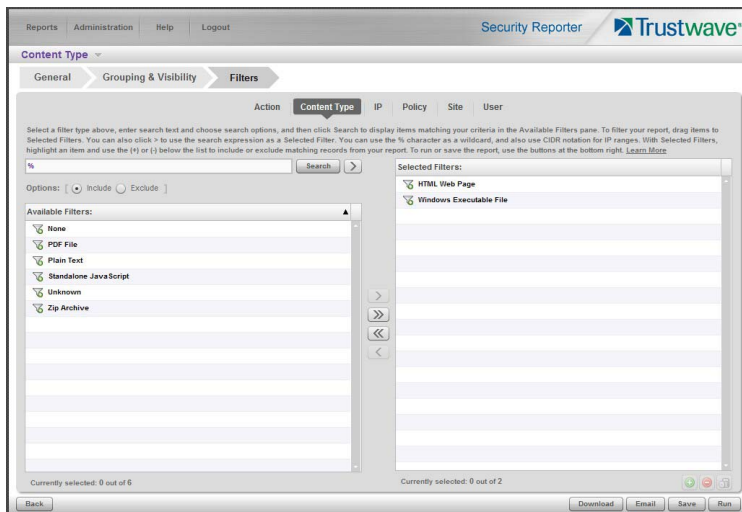 Reports Administration Help Logout
Security Reporter Trustwave®
Content Type
General Grouping & Visibility Filters
Action Content Type IP Policy Site User
Select a filter type above, enter search text and choose search options, and then click Search to display items matching your criteria in the Available Filters pane. To filter your report, drag items to
Selected Filters. You can also click > to use the search expression as a Selected Filter. You can use the % character as a wildcard, and also use CIDR notation for IP ranges. With Selected Filters,
highlight an item and use the (+) or (-) below the list to include or exclude matching records from your report. To run or save the report, use the buttons at the bottom right. Learn More
% Search >
Options: [ Include Exclude ]
Available Filters:
None
PDF File
Plain Text
Standalone JavaScript
Unknown
Zip Archive
Currently selected: 0 out of 6
>
>>
<<
<
Selected Filters:
HTML Web Page
Windows Executable File
Currently selected: 0 out of 2
Back Download Email Save Run